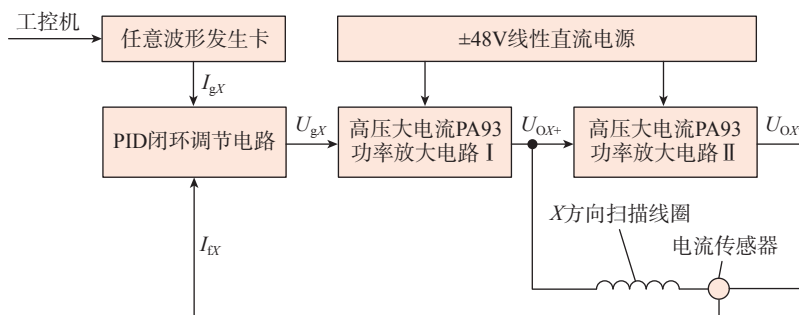 工控机
任意波形发生卡
±48V线性直流电源
IgX
PID闭环调节电路
UgX
高压大电流PA93
功率放大电路Ⅰ
UOX+
高压大电流PA93
功率放大电路Ⅱ
UOX
X方向扫描线圈
电流传感器
IfX